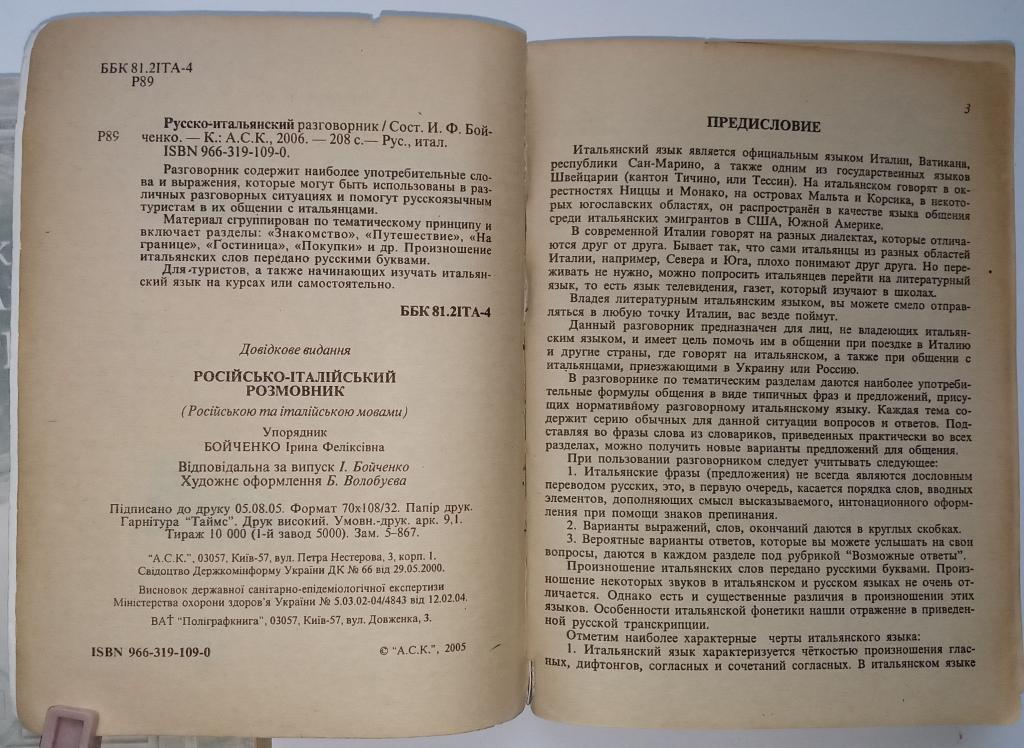 ББК 81.2ІТА-4
Р89
Русско-итальянский разговорник / Сост. И. Ф. Бой-
Р89 ченко. — К.: А.С.К., 2006. — 208 с.— Рус., итал.
ISBN 966-319-109-0.
Разговорник содержит наиболее употребительные сло-
ва и выражения, которые могут быть использованы в раз-
личных разговорных ситуациях и помогут русскоязычным
туристам в их общении с итальянцами.
Материал сгруппирован по тематическому принципу и
включает разделы: «Знакомство», «Путешествие», «На
границе», «Гостиница», «Покупки» и др. Произношение
итальянских слов передано русскими буквами.
Для туристов, а также начинающих изучать итальян-
ский язык на курсах или самостоятельно.
ББК 81.2ІТА-4
Довідкове видання
РОСІЙСЬКО-ІТАЛІЙСЬКИЙ
РОЗМОВНИК
(Російською та італійською мовами)
Упорядник
БОЙЧЕНКО Ірина Феліксівна
Відповідальна за випуск І. Бойченко
Художнє оформлення Б. Волобуєва
Підписано до друку 05.08.05. Формат 70х108/32. Папір друк.
Гарнітура “Таймс”. Друк високий. Умовн.-друк. арк. 9,1.
Тираж 10 000 (1-й завод 5000). Зам. 5–867.
“А.С.К.”, 03057, Київ-57, вул. Петра Нестерова, 3, корп. 1.
Свідоцтво Держкомінформу України ДК № 66 від 29.05.2000.
Висновок державної санітарно-епідеміологічної експертизи
Міністерства охорони здоров'я України № 5.03.02-04/4843 від 12.02.04.
ВАТ “Поліграфкнига”, 03057, Київ-57, вул. Довженка, 3.
ISBN 966-319-109-0
© “А.С.К.”, 2005
3
ПРЕДИСЛОВИЕ
Итальянский язык является официальным языком Италии, Ватикана,
республики Сан-Марино, а также одним из государственных языков
Швейцарии (кантон Тичино, или Тессин). На итальянском говорят в ок-
рестностях Ниццы и Монако, на островах Мальта и Корсика, в некото-
рых югославских областях, он распространён в качестве языка общения
среди итальянских эмигрантов в США, Южной Америке.
В современной Италии говорят на разных диалектах, которые отлича-
ются друг от друга. Бывает так, что сами итальянцы из разных областей
Италии, например, Севера и Юга, плохо понимают друг друга. Но пере-
живать не нужно, можно попросить итальянцев перейти на литературный
язык, то есть язык телевидения, газет, который изучают в школах.
Владея литературным итальянским языком, вы можете смело отправ-
ляться в любую точку Италии, вас везде поймут.
Данный разговорник предназначен для лиц, не владеющих итальян-
ским языком, и имеет цель помочь им в общении при поездке в Италию
и другие страны, где говорят на итальянском, а также при общении с
итальянцами, приезжающими в Украину или Россию.
В разговорнике по тематическим разделам даются наиболее употреби-
тельные формулы общения в виде типичных фраз и предложений, прису-
щих нормативному разговорному итальянскому языку. Каждая тема со-
держит серию обычных для данной ситуации вопросов и ответов. Под-
ставляя во фразы слова из словариков, приведенных практически во всех
разделах, можно получить новые варианты предложений для общения.
При пользовании разговорником следует учитывать следующее:
1. Итальянские фразы (предложения) не всегда являются дословным
переводом русских, это, в первую очередь, касается порядка слов, вводных
элементов, дополняющих смысл высказываемого, интонационного оформ-
ления при помощи знаков препинания.
2. Варианты выражений, слов, окончаний даются в круглых скобках.
3. Вероятные варианты ответов, которые вы можете услышать на свои
вопросы, даются в каждом разделе под рубрикой “Возможные ответы”.
Произношение итальянских слов передано русскими буквами. Произ-
ношение некоторых звуков в итальянском и русском языках не очень от-
личается. Однако есть и существенные различия в произношении этих
языков. Особенности итальянской фонетики нашли отражение в приведен-
ной русской транскрипции.
Отметим наиболее характерные черты итальянского языка:
1. Итальянский язык характеризуется чёткостью произношения глас-
ных, дифтонгов, согласных и сочетаний согласных. В итальянском языке